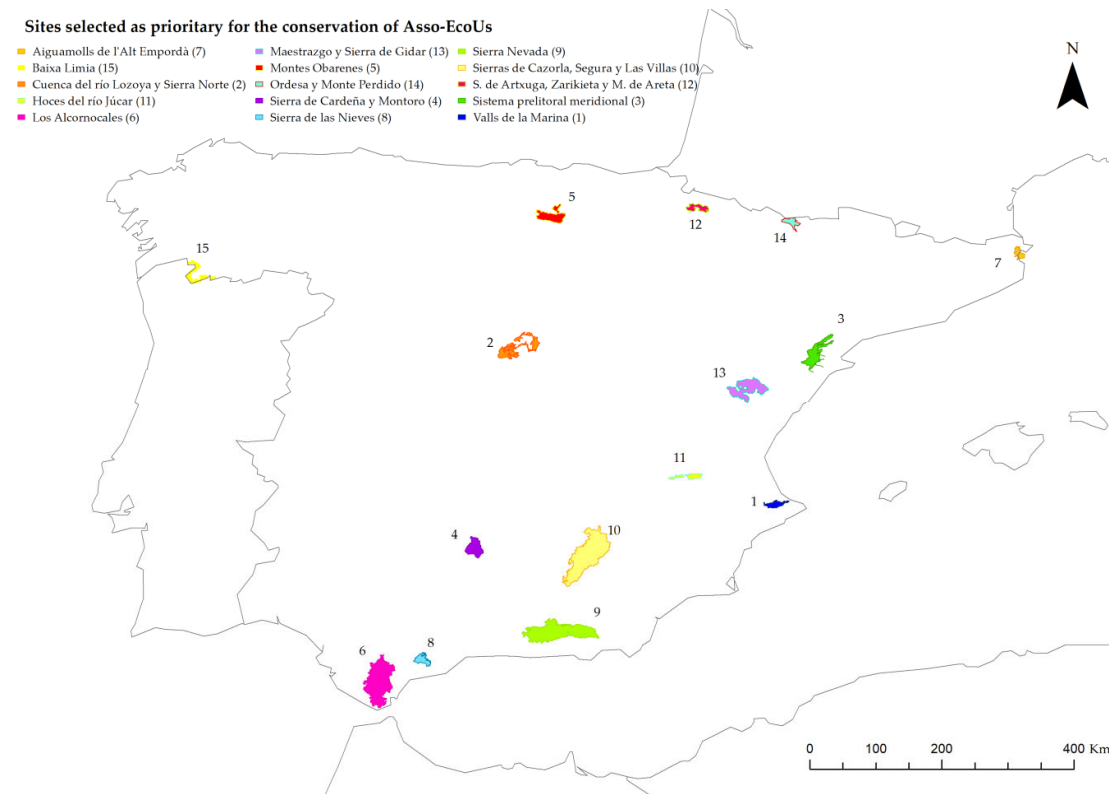 Sites selected as prioritary for the conservation of Asso-EcoUs
Aiguamolls de l'Alt Empordà (7)
Baixa Limia (15)
Cuenca del río Lozoya y Sierra Norte (2)
Hoces del río Júcar (11)
Los Alcornocales (6)
Maestrazgo y Sierra de Gidar (13)
Montes Obarenes (5)
Ordesa y Monte Perdido (14)
Sierra de Cardeña y Montoro (4)
Sierra de las Nieves (8)
Sierra Nevada (9)
Sierras de Cazorla, Segura y Las Villas (10)
S. de Artxuga, Zarikieta y M. de Areta (12)
Sistema prelitoral meridional (3)
Valls de la Marina (1)
N
5
12
14
15
7
3
2
13
11
1
4
10
9
8
6
0 100 200 400 Km